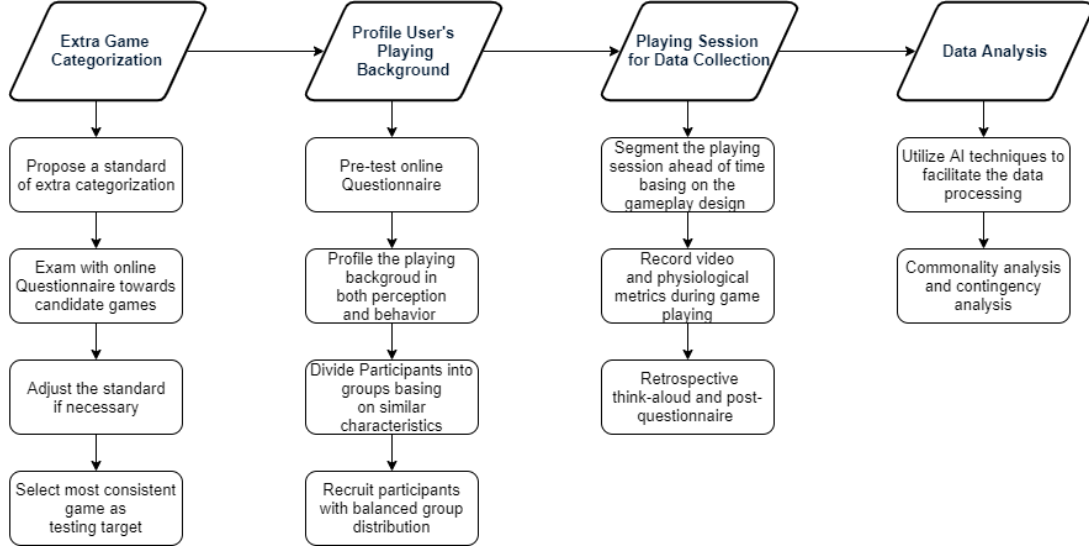 Extra Game
Categorization
Profile User's
Playing
Background
Playing Session
for Data Collection
Data Analysis
Propose a standard
of extra categorization
Exam with online
Questionnaire towards
candidate games
Adjust the standard
if necessary
Select most consistent
game as
testing target
Pre-test online
Questionnaire
Profile the playing
backgroud in
both perception
and behavior
Divide Participants into
groups basing
on similar
characteristics
Recruit participants
with balanced group
distribution
Segment the playing
session ahead of time
basing on the
gameplay design
Record video
and physiological
metrics during game
playing
Retrospective
think-aloud and post-
questionnaire
Utilize AI techniques to
facilitate the data
processing
Commonality analysis
and contingency
analysis